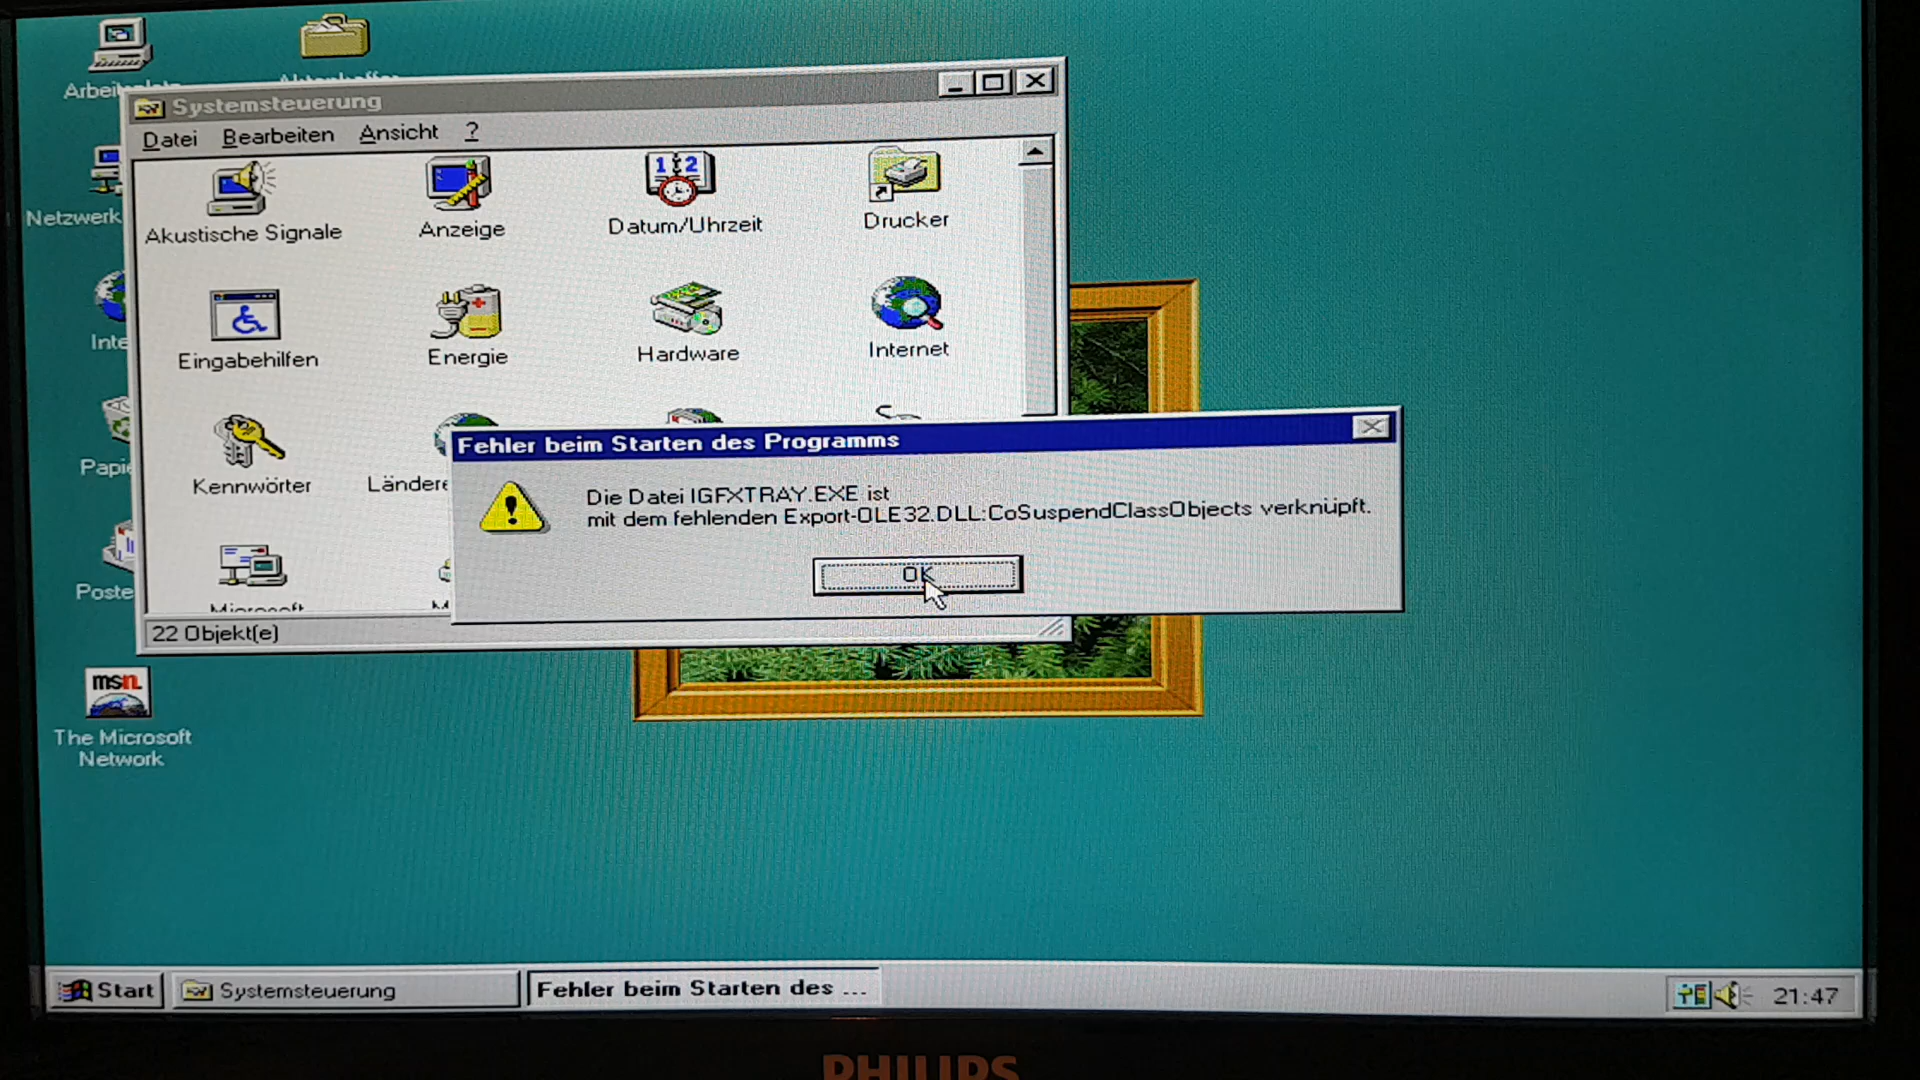 Systemsteuerung
Datei Bearbeiten Ansicht ?
Akustische Signale
Anzeige
Datum/Uhrzeit
Drucker
Netzwerk
Eingabehilfen
Energie
Hardware
Internet
Kennwörter
Fehler beim Starten des Programms
Die Datei IGFXTRAY.EXE ist
mit dem fehlenden Export-OLE32.DLL:CoSuspendClassObjects verknüpft.
OK
22 Objekt(e)
msn
The Microsoft
Network
Start
Systemsteuerung
Fehler beim Starten des ...
21:47
PHILIPS